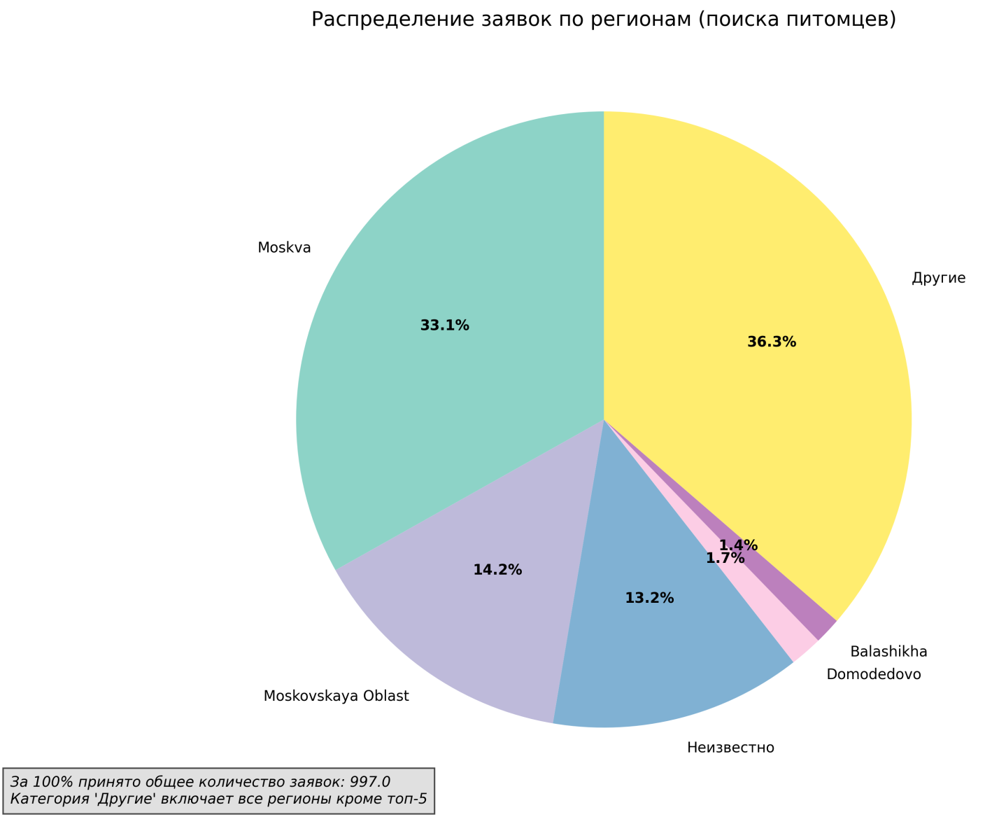 Распределение заявок по регионам (поиска питомцев)
Moskva
Другие
33.1%
36.3%
1.4%
1.7%
14.2%
13.2%
Balashikha
Domodedovo
Moskovskaya Oblast
Неизвестно
За 100% принято общее количество заявок: 997.0
Категория 'Другие' включает все регионы кроме топ-5